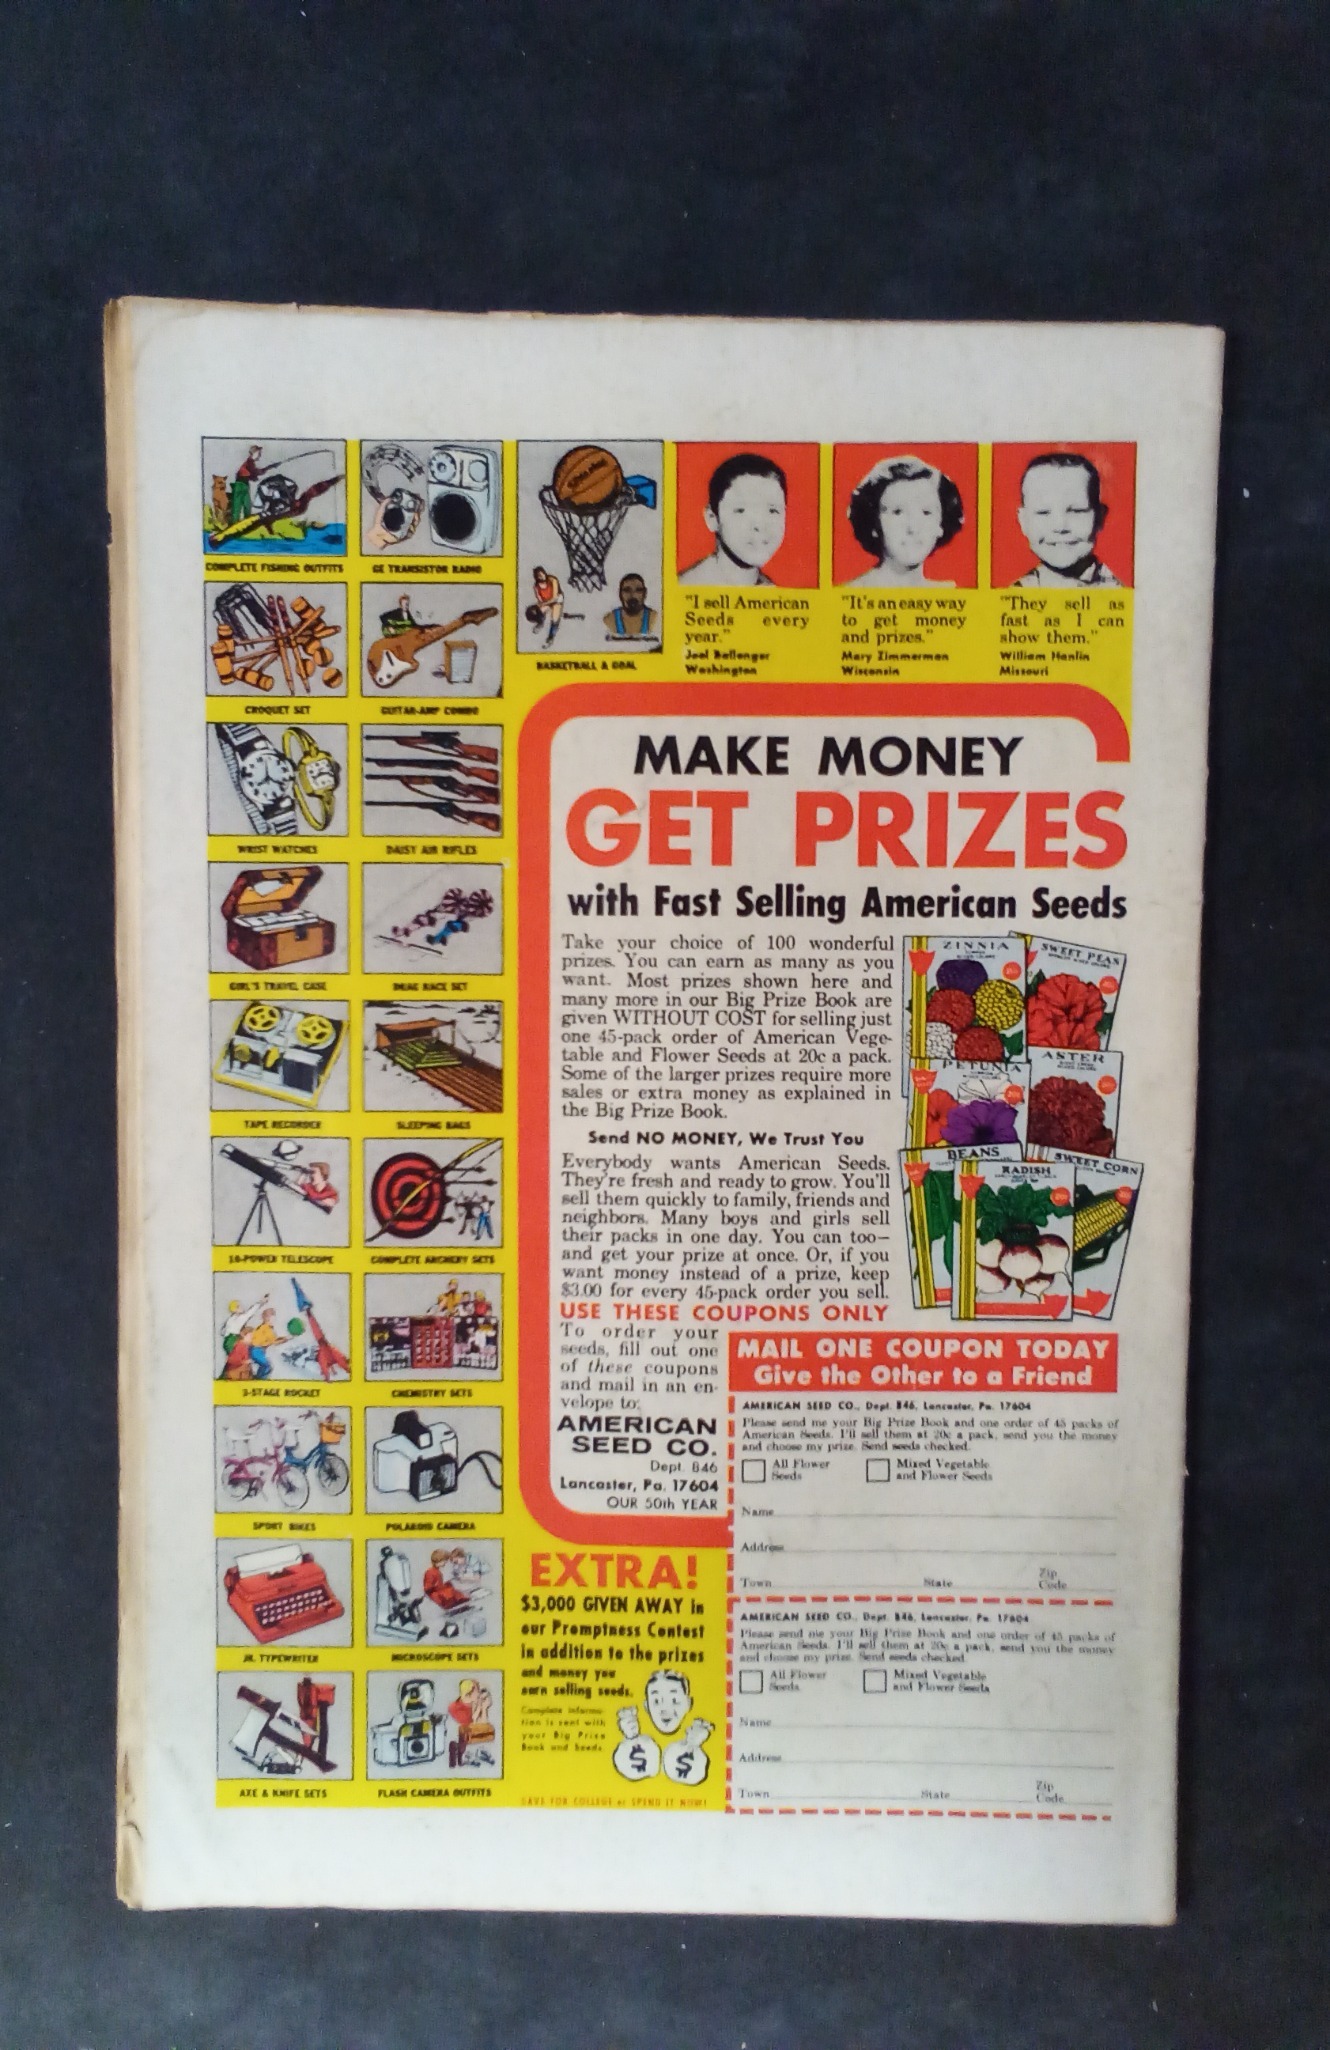 COMPLETE FISHING OUTFITS
GE TRANSISTOR RADIO
BASKETBALL & GOAL
CROQUET SET
GUITAR-AMP COMBO
WRIST WATCHES
DAISY AIR RIFLES
GIRL'S TRAVEL CASE
DRAG RACE SET
TAPE RECORDER
SLEEPING BAGS
10-POWER TELESCOPE
COMPLETE ARCHERY SETS
3-STAGE ROCKET
CHEMISTRY SETS
SPORT BIKES
POLAROID CAMERA
JR. TYPEWRITER
MICROSCOPE SETS
AXE & KNIFE SETS
FLASH CAMERA OUTFITS
"I sell American
Seeds every
year."
Joel Ballenger
Washington
"It's an easy way
to get money
and prizes."
Mary Zimmerman
Wisconsin
"They sell as
fast as I can
show them."
William Hanlin
Missouri
MAKE MONEY
GET PRIZES
with Fast Selling American Seeds
Take your choice of 100 wonderful
prizes. You can earn as many as you
want. Most prizes shown here and
many more in our Big Prize Book are
given WITHOUT COST for selling just
one 45-pack order of American Vege-
table and Flower Seeds at 20c a pack.
Some of the larger prizes require more
sales or extra money as explained in
the Big Prize Book.
Send NO MONEY, We Trust You
Everybody wants American Seeds.
They're fresh and ready to grow. You'll
sell them quickly to family, friends and
neighbors. Many boys and girls sell
their packs in one day. You can too—
and get your prize at once. Or, if you
want money instead of a prize, keep
$3.00 for every 45-pack order you sell.
USE THESE COUPONS ONLY
To order your
seeds, fill out one
of these coupons
and mail in an en-
velope to:
AMERICAN
SEED CO.
Dept. 846
Lancaster, Pa. 17604
OUR 50th YEAR
ZINNIA
SWEET PEAS
PETUNIA
ASTER
BEANS
RADISH
SWEET CORN
MAIL ONE COUPON TODAY
Give the Other to a Friend
AMERICAN SEED CO., Dept. 846, Lancaster, Pa. 17604
Please send me your Big Prize Book and one order of 45 packs of
American Seeds. I'll sell them at 20c a pack, send you the money
and choose my prize. Send seeds checked.
All Flower
Seeds
Mixed Vegetable
and Flower Seeds
Name
Address
Town State Zip
Code
AMERICAN SEED CO., Dept. 846, Lancaster, Pa. 17604
Please send me your Big Prize Book and one order of 45 packs of
American Seeds. I'll sell them at 20c a pack, send you the money
and choose my prize. Send seeds checked
All Flower
Seeds
Mixed Vegetable
and Flower Seeds
Name
Address
Town State Zip
Code
EXTRA!
$3,000 GIVEN AWAY in
our Promptness Contest
in addition to the prizes
and money you
earn selling seeds.
Complete informa-
tion is sent with
your Big Prize
Book and Seeds.
$ $
SAVE FOR COLLEGE or SPEND IT NOW!